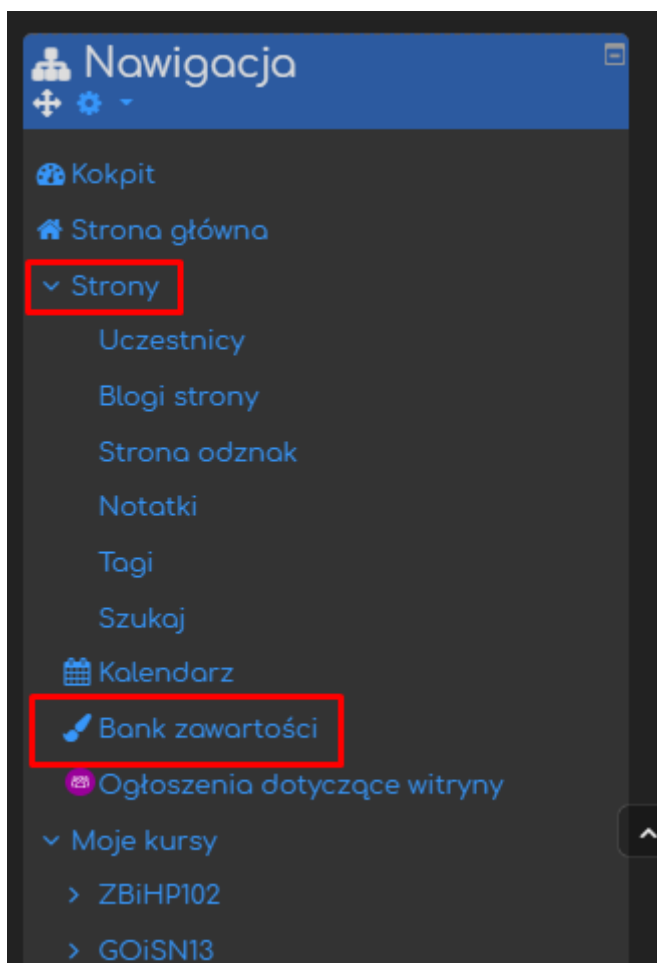 Nawigacja
Kokpit
Strona główna
Strony
Uczestnicy
Blogi strony
Strona odznak
Notatki
Tagi
Szukaj
Kalendarz
Bank zawartości
Ogłoszenia dotyczące witryny
Moje kursy
ZBiHP102
GOiSN13